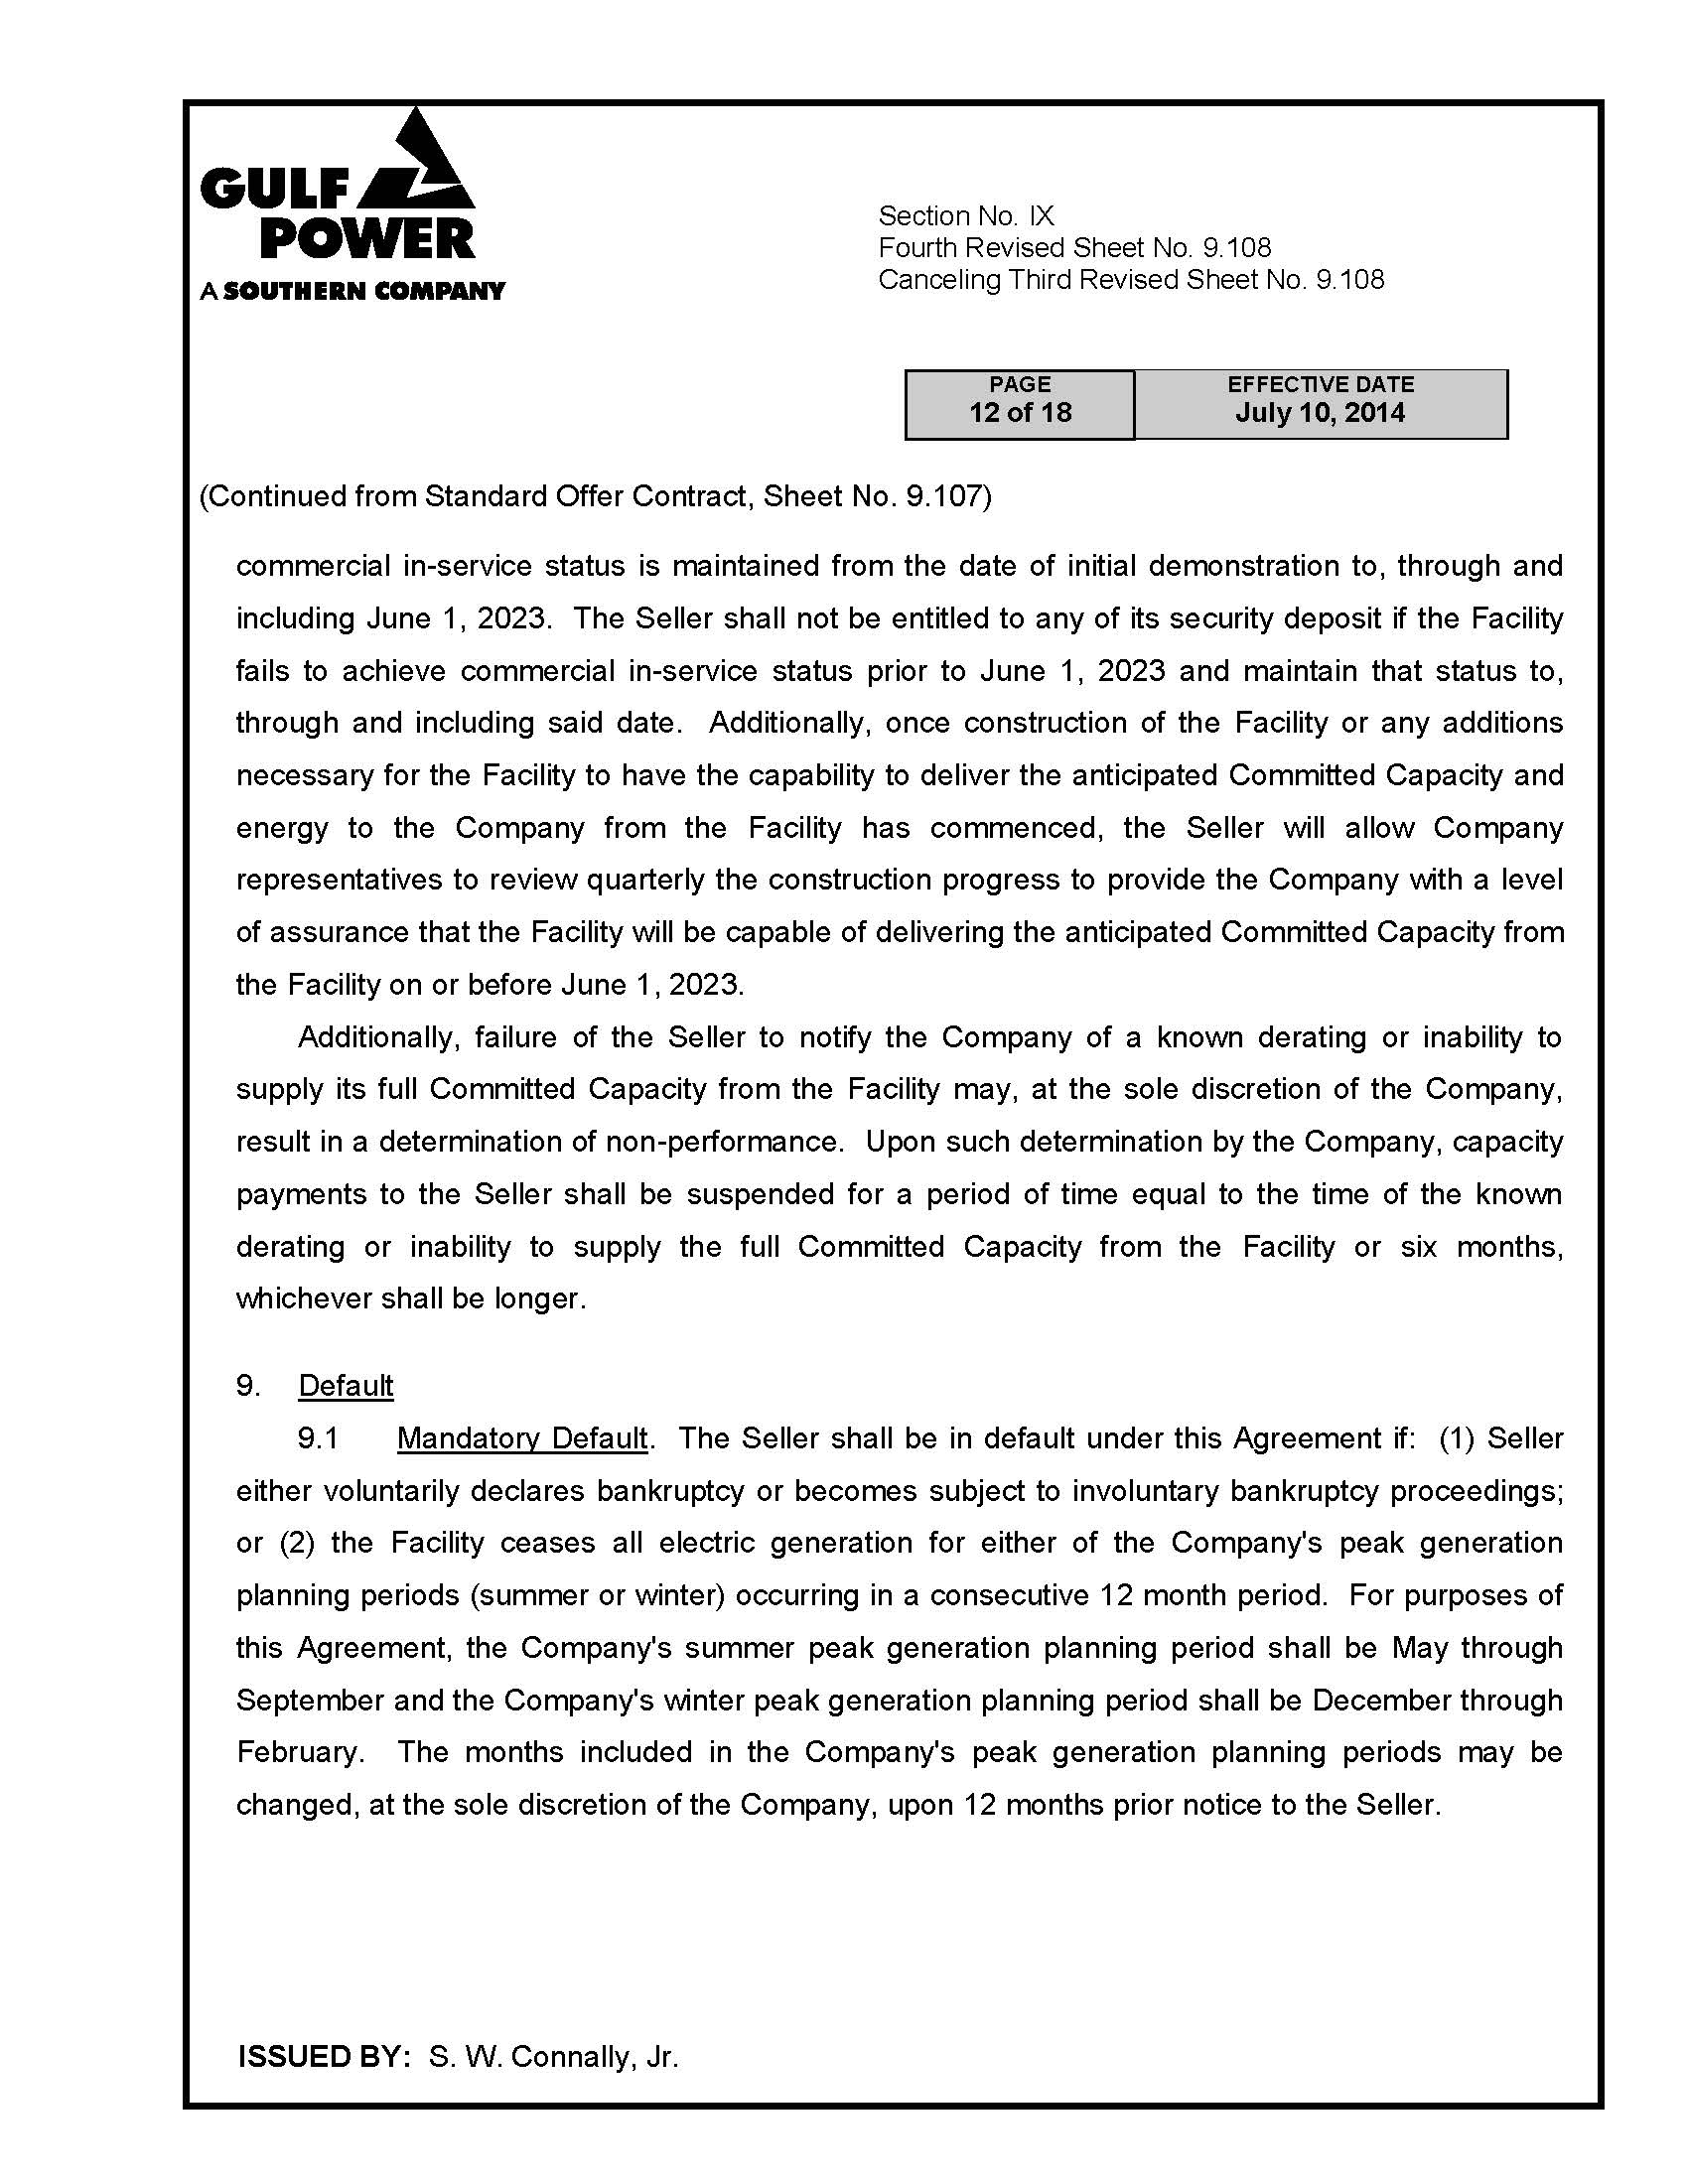 GULF
POWER
A SOUTHERN COMPANY
Section No. IX
Fourth Revised Sheet No. 9.108
Canceling Third Revised Sheet No. 9.108
PAGE
12 of 18
EFFECTIVE DATE
July 10, 2014
(Continued from Standard Offer Contract, Sheet No. 9.107)
commercial in-service status is maintained from the date of initial demonstration to, through and
including June 1, 2023.  The Seller shall not be entitled to any of its security deposit if the Facility
fails to achieve commercial in-service status prior to June 1, 2023 and maintain that status to,
through and including said date.  Additionally, once construction of the Facility or any additions
necessary for the Facility to have the capability to deliver the anticipated Committed Capacity and
energy to the Company from the Facility has commenced, the Seller will allow Company
representatives to review quarterly the construction progress to provide the Company with a level
of assurance that the Facility will be capable of delivering the anticipated Committed Capacity from
the Facility on or before June 1, 2023.
Additionally, failure of the Seller to notify the Company of a known derating or inability to
supply its full Committed Capacity from the Facility may, at the sole discretion of the Company,
result in a determination of non-performance.  Upon such determination by the Company, capacity
payments to the Seller shall be suspended for a period of time equal to the time of the known
derating or inability to supply the full Committed Capacity from the Facility or six months,
whichever shall be longer.
9. Default
9.1 Mandatory Default.  The Seller shall be in default under this Agreement if:  (1) Seller
either voluntarily declares bankruptcy or becomes subject to involuntary bankruptcy proceedings;
or (2) the Facility ceases all electric generation for either of the Company's peak generation
planning periods (summer or winter) occurring in a consecutive 12 month period.  For purposes of
this Agreement, the Company's summer peak generation planning period shall be May through
September and the Company's winter peak generation planning period shall be December through
February.  The months included in the Company's peak generation planning periods may be
changed, at the sole discretion of the Company, upon 12 months prior notice to the Seller.
ISSUED BY:  S. W. Connally, Jr.